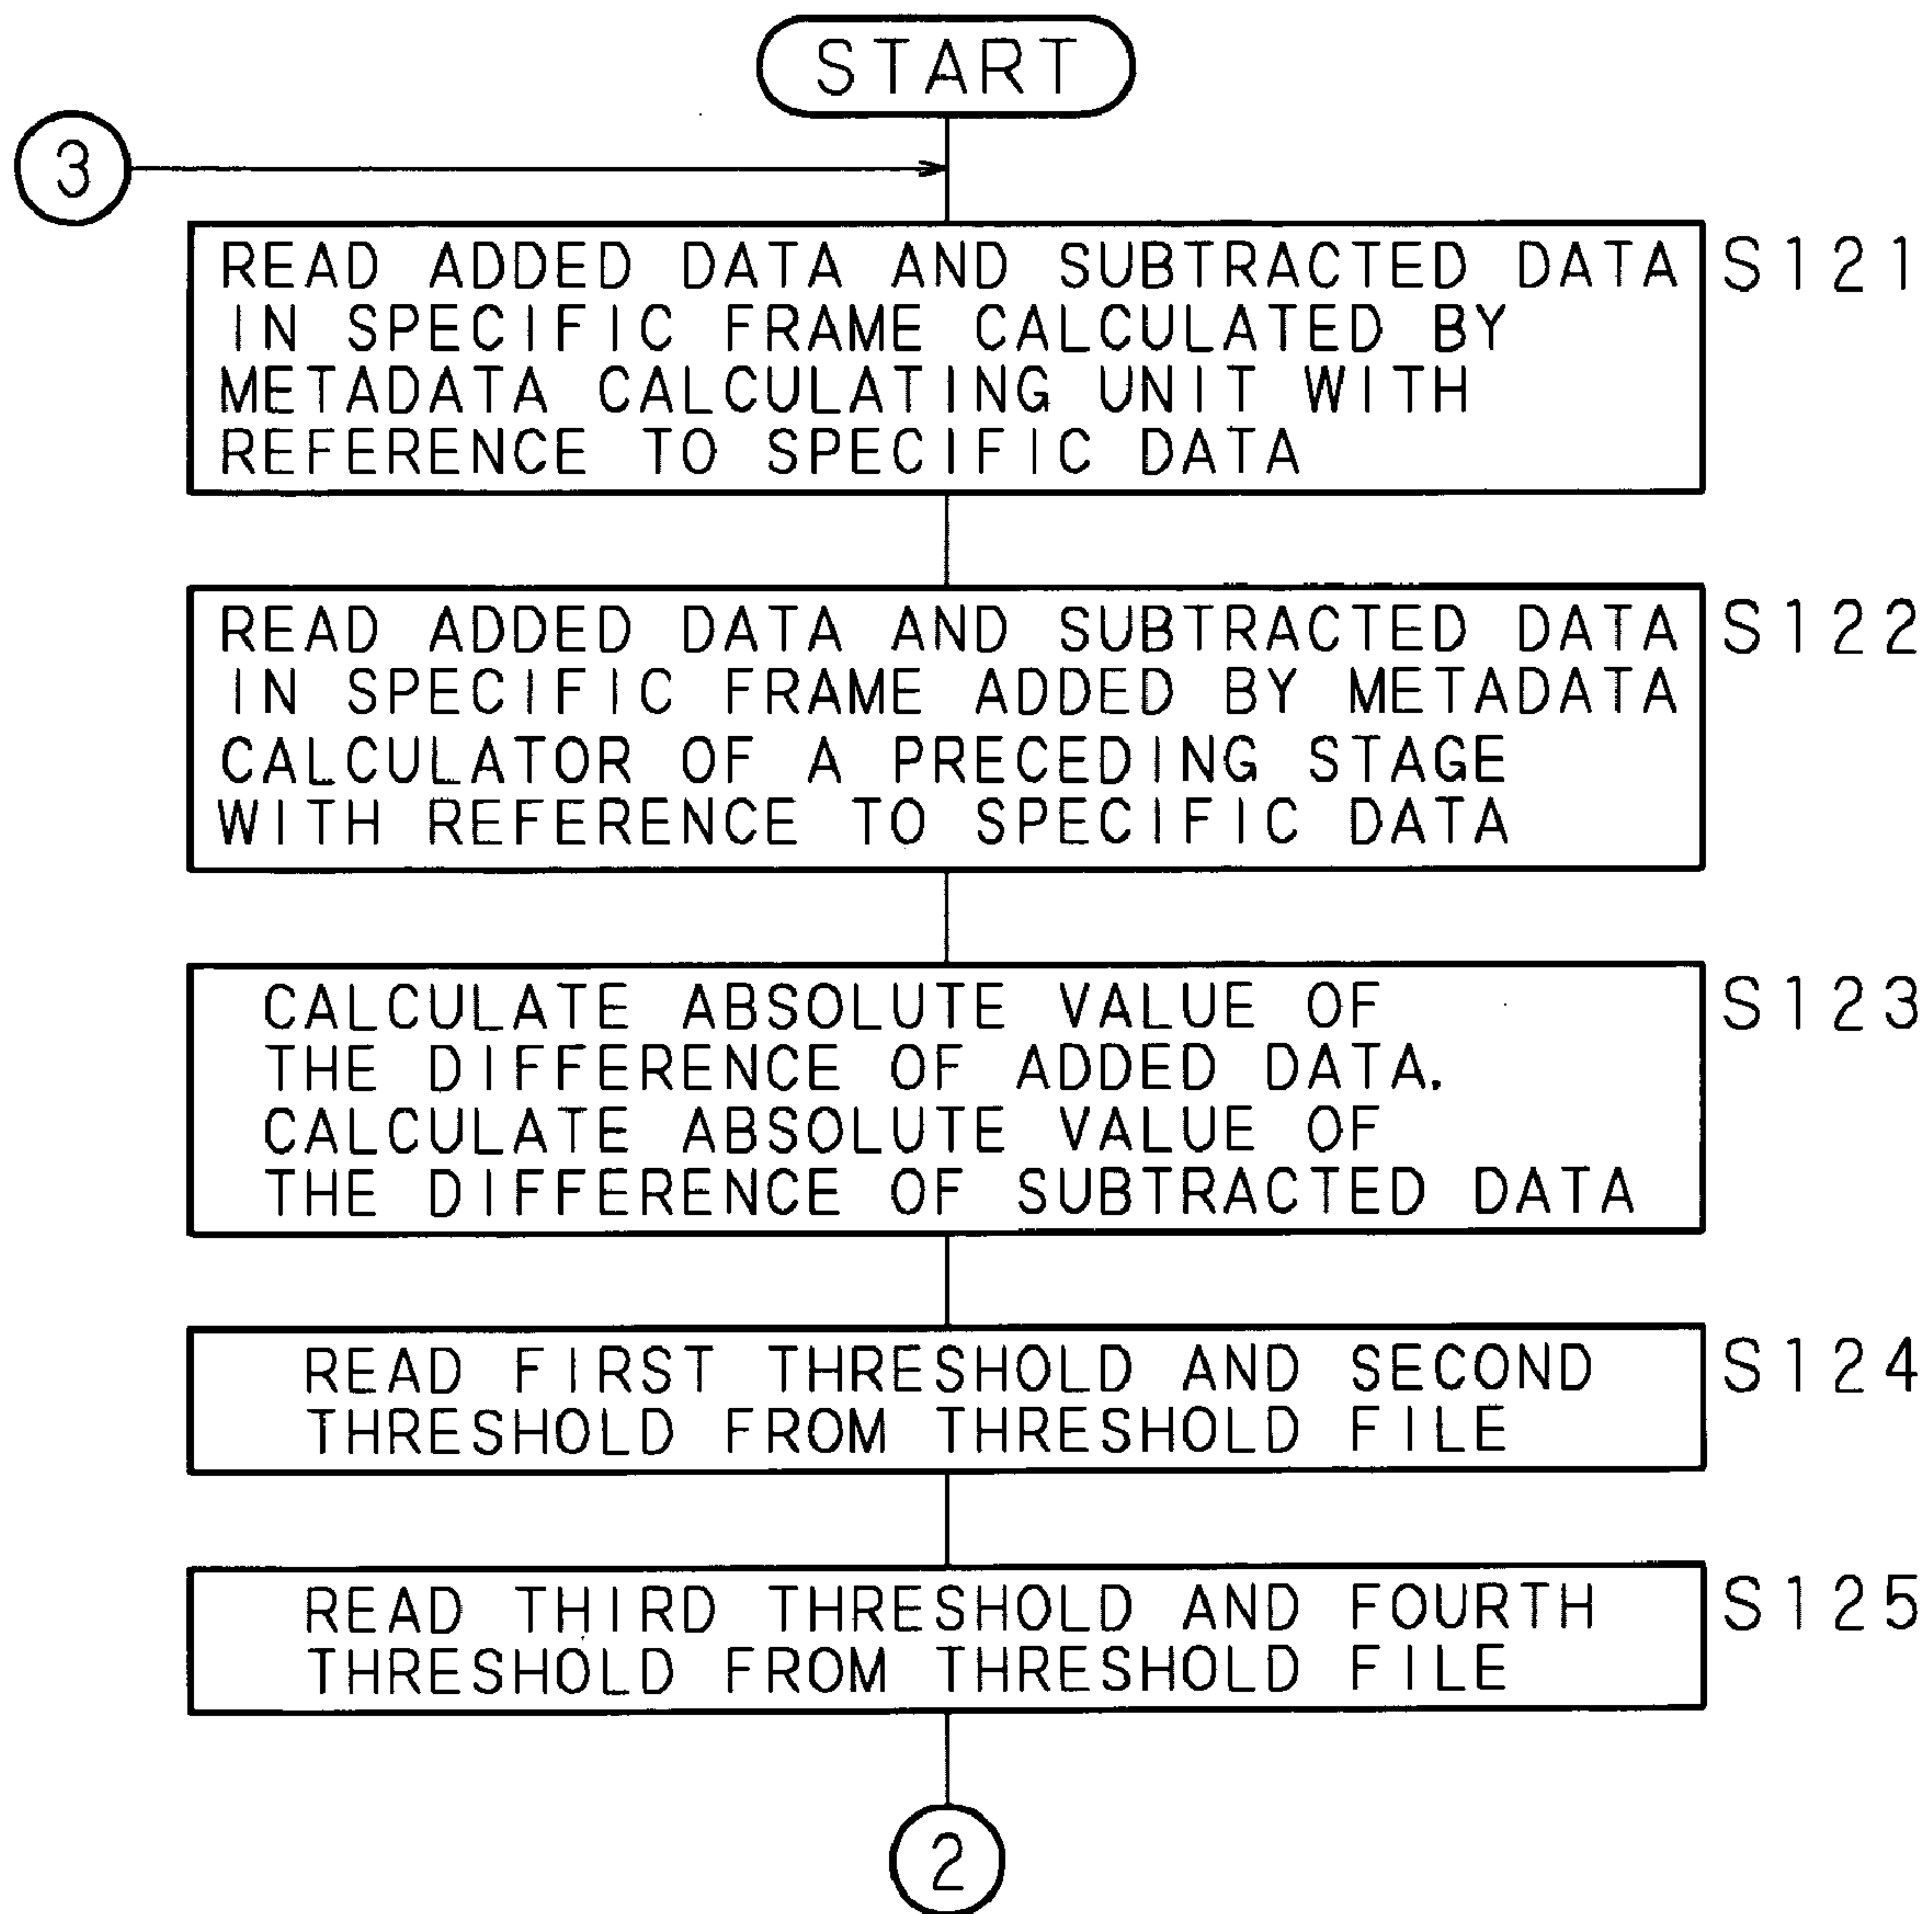 START
3
READ ADDED DATA AND SUBTRACTED DATA S121
IN SPECIFIC FRAME CALCULATED BY
METADATA CALCULATING UNIT WITH
REFERENCE TO SPECIFIC DATA
READ ADDED DATA AND SUBTRACTED DATA S122
IN SPECIFIC FRAME ADDED BY METADATA
CALCULATOR OF A PRECEDING STAGE
WITH REFERENCE TO SPECIFIC DATA
CALCULATE ABSOLUTE VALUE OF S123
THE DIFFERENCE OF ADDED DATA.
CALCULATE ABSOLUTE VALUE OF
THE DIFFERENCE OF SUBTRACTED DATA
READ FIRST THRESHOLD AND SECOND S124
THRESHOLD FROM THRESHOLD FILE
READ THIRD THRESHOLD AND FOURTH S125
THRESHOLD FROM THRESHOLD FILE
2